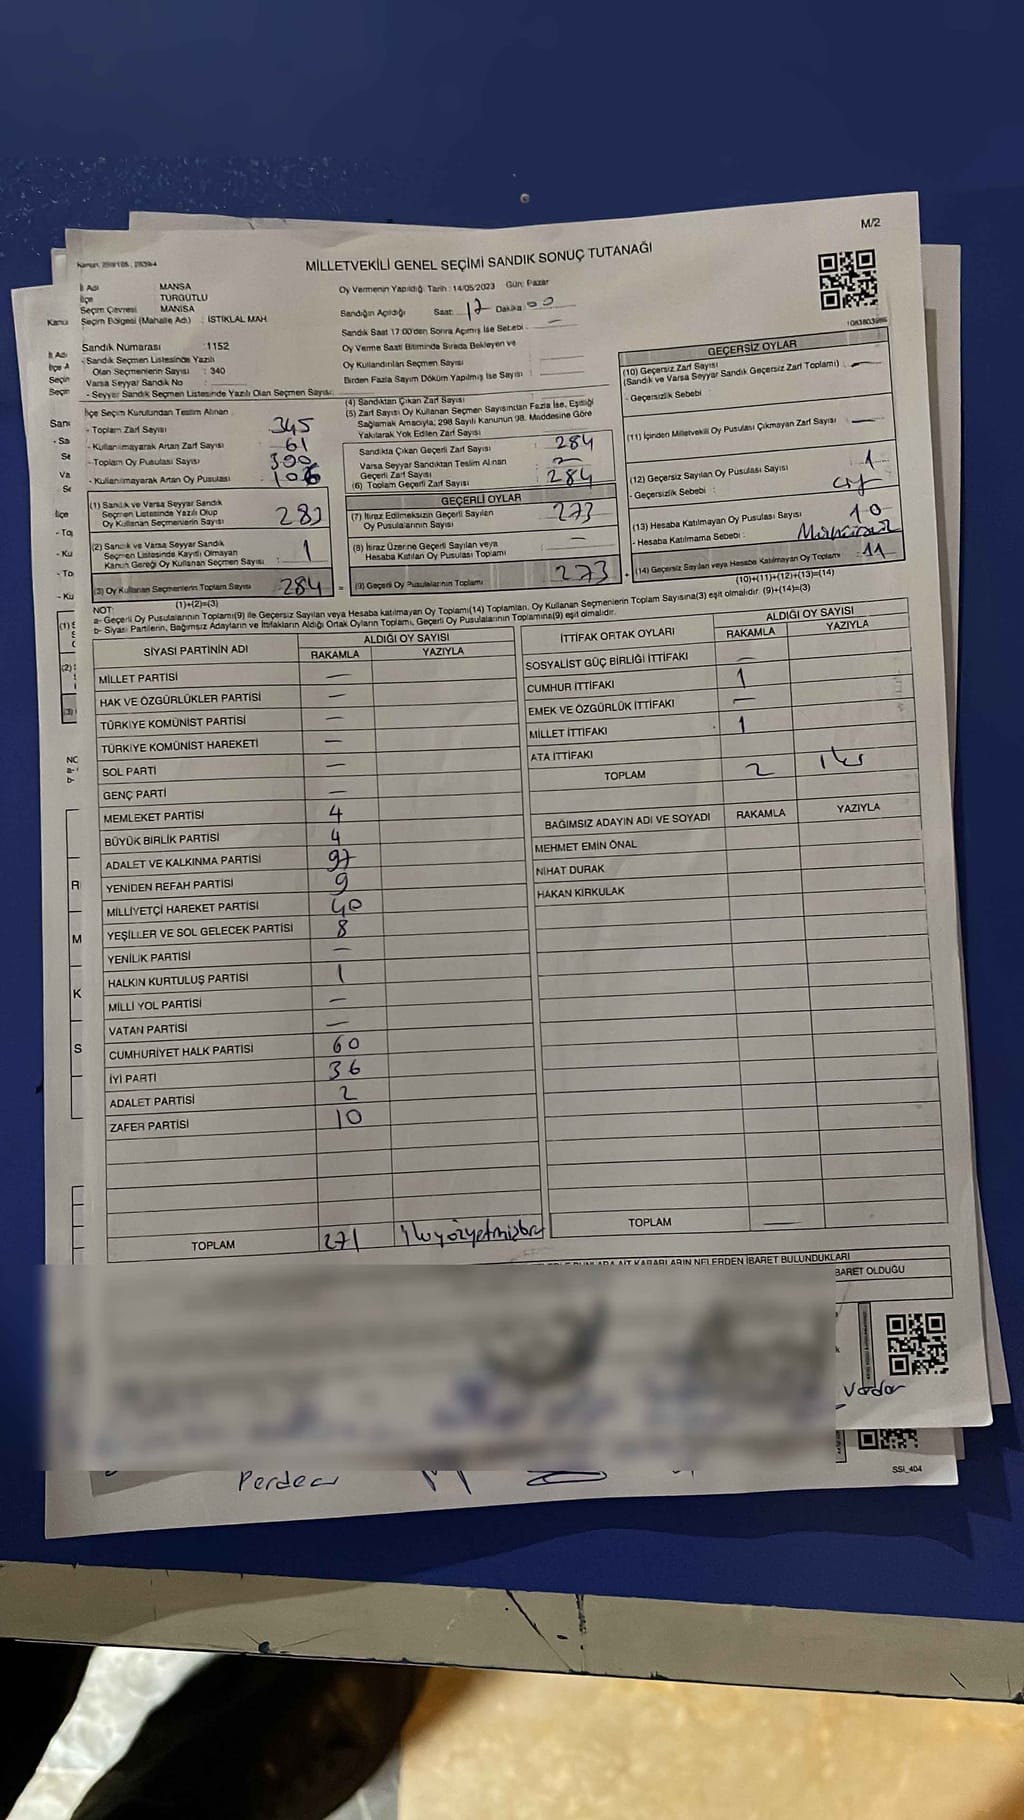 M/2
MİLLETVEKİLİ GENEL SEÇİMİ SANDIK SONUÇ TUTANAĞI
İl Adı MANİSA
İlçe TURGUTLU
Seçim Çevresi MANİSA
Seçim Bölgesi (Mahalle Adı) : İSTİKLAL MAH.
Sandık Numarası : 1152
- Sandık Seçmen Listesinde Yazılı
Olan Seçmenlerin Sayısı : 340
Varsa Seyyar Sandık No :
- Seyyar Sandık Seçmen Listesinde Yazılı Olan Seçmen Sayısı:
Oy Vermenin Yapıldığı Tarih : 14/05/2023 Gün: Pazar
Sandığın Açıldığı Saat: 17 Dakika: 00
Sandık Saat 17:00'den Sonra Açılmış İse Sebebi : —
Oy Verme Saati Bitiminde Sırada Bekleyen ve
Oy Kullandırılan Seçmen Sayısı :
Birden Fazla Sayım Döküm Yapılmış İse Sayısı :
İlçe Seçim Kurulundan Teslim Alınan
- Toplam Zarf Sayısı : 345
- Kullanılmayarak Artan Zarf Sayısı : 61
- Toplam Oy Pusulası Sayısı : 390
- Kullanılmayarak Artan Oy Pusulası : 106
(1) Sandık ve Varsa Seyyar Sandık
Seçmen Listesinde Yazılı Olup
Oy Kullanan Seçmenlerin Sayısı : 283
(2) Sandık ve Varsa Seyyar Sandık
Seçmen Listesinde Kayıtlı Olmayan
Kanun Gereği Oy Kullanan Seçmen Sayısı : 1
(3) Oy Kullanan Seçmenlerin Toplam Sayısı : 284
(1)+(2)=(3)
(4) Sandıktan Çıkan Zarf Sayısı
(5) Zarf Sayısı Oy Kullanan Seçmen Sayısından Fazla İse, Eşitliği
Sağlamak Amacıyla; 298 Sayılı Kanunun 98. Maddesine Göre
Yakılarak Yok Edilen Zarf Sayısı
Sandıkta Çıkan Geçerli Zarf Sayısı : 284
Varsa Seyyar Sandıktan Teslim Alınan
Geçerli Zarf Sayısı : —
(6) Toplam Geçerli Zarf Sayısı : 284
GEÇERLİ OYLAR
(7) İtiraz Edilmeksizin Geçerli Sayılan
Oy Pusulalarının Sayısı : 273
(8) İtiraz Üzerine Geçerli Sayılan veya
Hesaba Katılan Oy Pusulası Toplamı : —
(9) Geçerli Oy Pusulalarının Toplamı : 273
1083803986
GEÇERSİZ OYLAR
(10) Geçersiz Zarf Sayısı
(Sandık ve Varsa Seyyar Sandık Geçersiz Zarf Toplamı) : —
- Geçersizlik Sebebi :
(11) İçinden Milletvekili Oy Pusulası Çıkmayan Zarf Sayısı : —
(12) Geçersiz Sayılan Oy Pusulası Sayısı : 1
- Geçersizlik Sebebi :
(13) Hesaba Katılmayan Oy Pusulası Sayısı : 10
- Hesaba Katılmama Sebebi :
(14) Geçersiz Sayılan veya Hesaba Katılmayan Oy Toplamı : 11
(10)+(11)+(12)+(13)=(14)
NOT:
a- Geçerli Oy Pusulalarının Toplamı(9) ile Geçersiz Sayılan veya Hesaba katılmayan Oy Toplamı(14) Toplamları, Oy Kullanan Seçmenlerin Toplam Sayısına(3) eşit olmalıdır. (9)+(14)=(3)
b- Siyasi Partilerin, Bağımsız Adayların ve İttifakların Aldığı Ortak Oyların Toplamı, Geçerli Oy Pusulalarının Toplamına(9) eşit olmalıdır.
SİYASİ PARTİNİN ADI ALDIĞI OY SAYISI
RAKAMLA YAZIYLA
MİLLET PARTİSİ —
HAK VE ÖZGÜRLÜKLER PARTİSİ —
TÜRKİYE KOMÜNİST PARTİSİ —
TÜRKİYE KOMÜNİST HAREKETİ —
SOL PARTİ —
GENÇ PARTİ —
MEMLEKET PARTİSİ 4
BÜYÜK BİRLİK PARTİSİ 4
ADALET VE KALKINMA PARTİSİ 97
YENİDEN REFAH PARTİSİ 9
MİLLİYETÇİ HAREKET PARTİSİ 40
YEŞİLLER VE SOL GELECEK PARTİSİ 8
YENİLİK PARTİSİ —
HALKIN KURTULUŞ PARTİSİ 1
MİLLİ YOL PARTİSİ —
VATAN PARTİSİ —
CUMHURİYET HALK PARTİSİ 60
İYİ PARTİ 36
ADALET PARTİSİ 2
ZAFER PARTİSİ 10
TOPLAM 271 ikiyüzyetmişbir
İTTİFAK ORTAK OYLARI ALDIĞI OY SAYISI
RAKAMLA YAZIYLA
SOSYALİST GÜÇ BİRLİĞİ İTTİFAKI —
CUMHUR İTTİFAKI 1
EMEK VE ÖZGÜRLÜK İTTİFAKI —
MİLLET İTTİFAKI 1
ATA İTTİFAKI
TOPLAM 2 iki
BAĞIMSIZ ADAYIN ADI VE SOYADI RAKAMLA YAZIYLA
MEHMET EMİN ÖNAL
NİHAT DURAK
HAKAN KIRKULAK
TOPLAM —
KARARLARIN NELERDEN İBARET BULUNDUKLARI
BARET OLDUĞU
Perdeci
SSİ_404